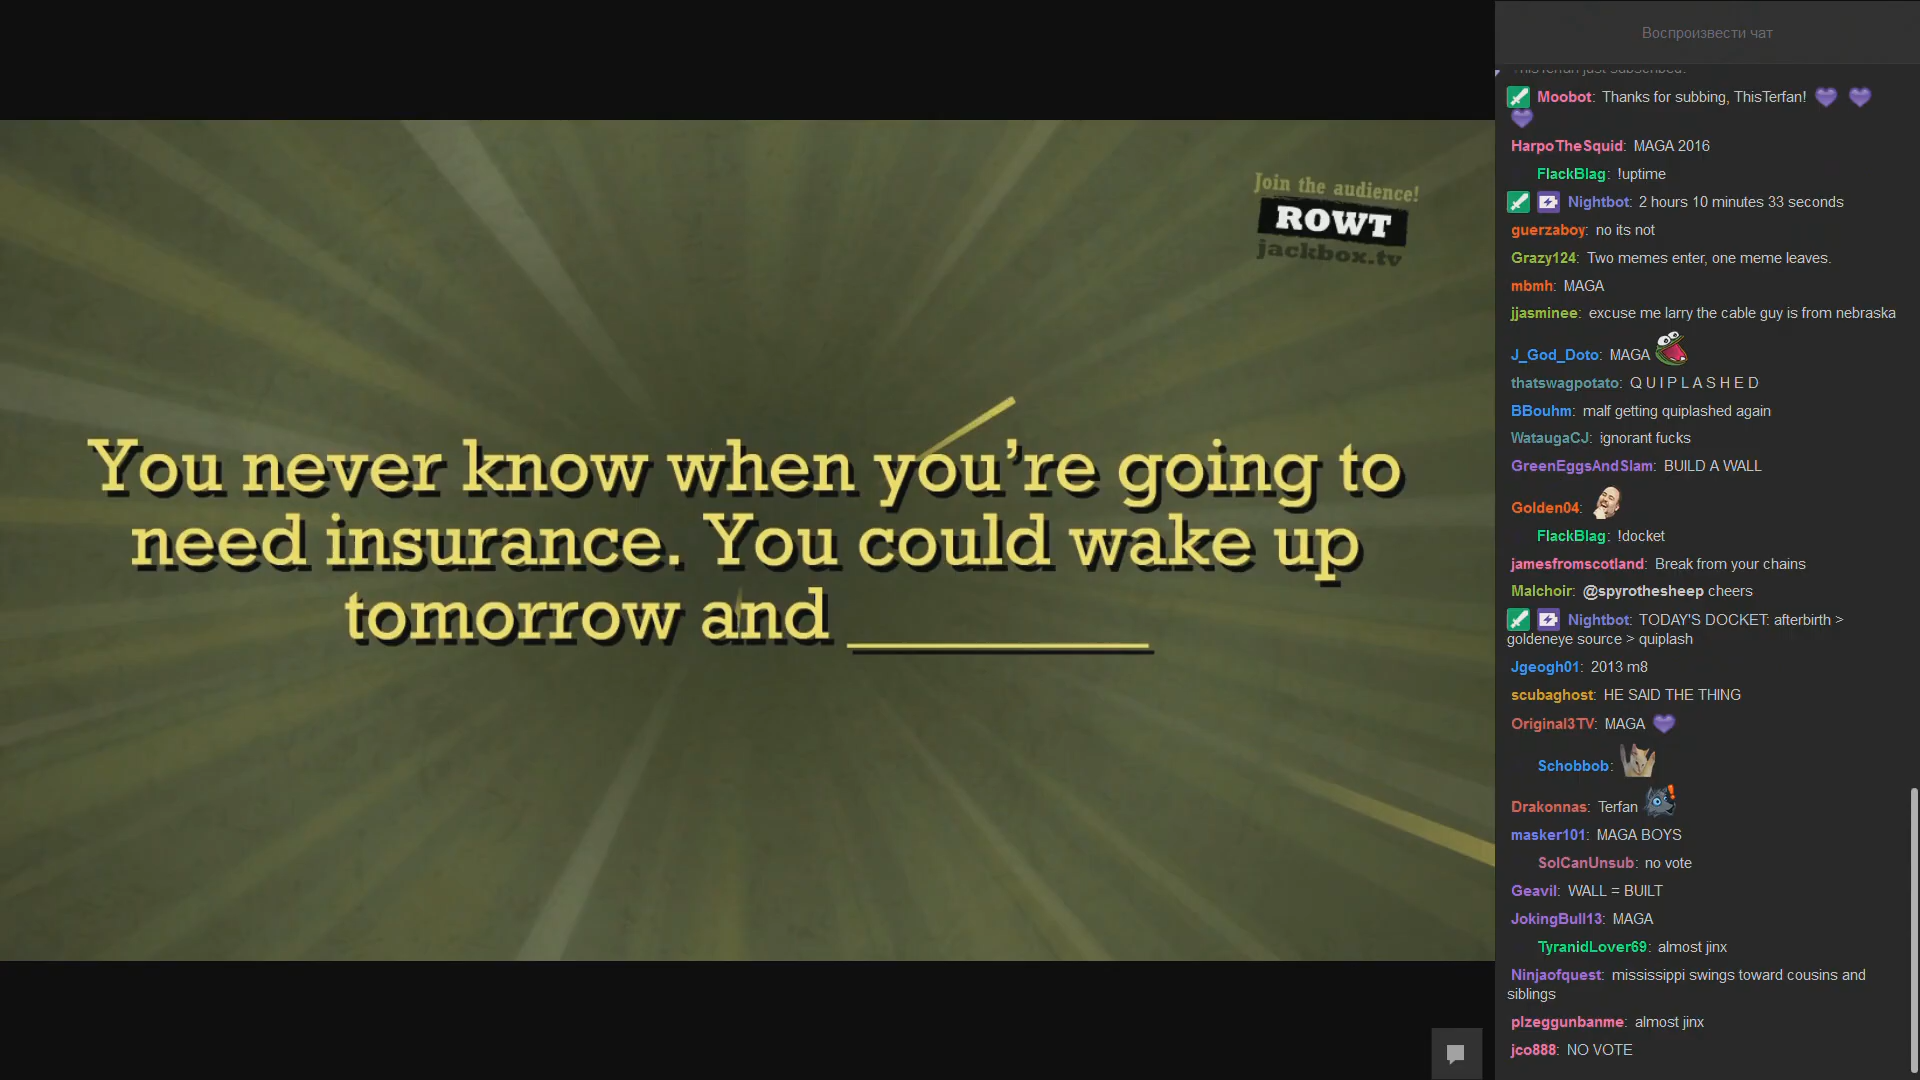 Join the audience!
ROWT
jackbox.tv
You never know when you're going to
need insurance. You could wake up
tomorrow and ___________
Воспроизвести чат
ThisTerfan just subscribed!
Moobot: Thanks for subbing, ThisTerfan!
HarpoTheSquid: MAGA 2016
FlackBlag: !uptime
Nightbot: 2 hours 10 minutes 33 seconds
guerzaboy: no its not
Grazy124: Two memes enter, one meme leaves.
mbmh: MAGA
jjasminee: excuse me larry the cable guy is from nebraska
J_God_Doto: MAGA
thatswagpotato: Q U I P L A S H E D
BBouhm: malf getting quiplashed again
WataugaCJ: ignorant fucks
GreenEggsAndSlam: BUILD A WALL
Golden04:
FlackBlag: !docket
jamesfromscotland: Break from your chains
Malchoir: @spyrothesheep cheers
Nightbot: TODAY'S DOCKET: afterbirth >
goldeneye source > quiplash
Jgeogh01: 2013 m8
scubaghost: HE SAID THE THING
Original3TV: MAGA
Schobbob:
Drakonnas: Terfan
masker101: MAGA BOYS
SolCanUnsub: no vote
Geavil: WALL = BUILT
JokingBull13: MAGA
TyranidLover69: almost jinx
Ninjaofquest: mississippi swings toward cousins and
siblings
plzeggunbanme: almost jinx
jco888: NO VOTE